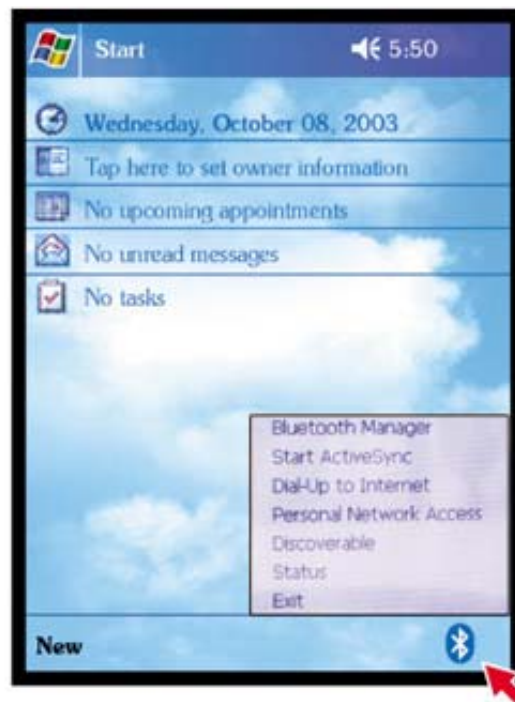 Start 5:50
Wednesday, October 08, 2003
Tap here to set owner information
No upcoming appointments
No unread messages
No tasks
Bluetooth Manager
Start ActiveSync
Dial-Up to Internet
Personal Network Access
Discoverable
Status
Exit
New